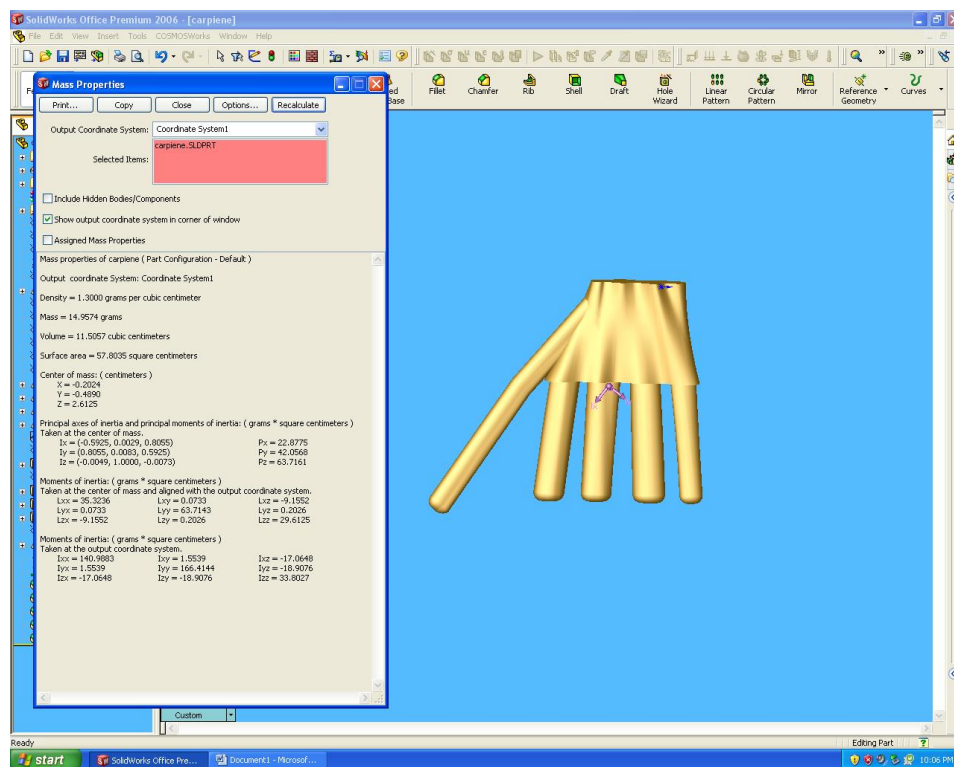 SolidWorks Office Premium 2006 - [carpiene]
File Edit View Insert Tools COSMOSWorks Window Help
Mass Properties
Print... Copy Close Options... Recalculate
Fillet Chamfer Rib Shell Draft Hole Wizard Linear Pattern Circular Pattern Mirror Reference Geometry Curves
Base
Output Coordinate System: Coordinate System1
Selected Items: carpiene.SLDPRT
Include Hidden Bodies/Components
Show output coordinate system in corner of window
Assigned Mass Properties
Mass properties of carpiene ( Part Configuration - Default )
Output coordinate System: Coordinate System1
Density = 1.3000 grams per cubic centimeter
Mass = 14.9574 grams
Volume = 11.5057 cubic centimeters
Surface area = 57.8035 square centimeters
Center of mass: ( centimeters )
X = -0.2024
Y = -0.4890
Z = 2.6125
Principal axes of inertia and principal moments of inertia: ( grams * square centimeters )
Taken at the center of mass.
Ix = (-0.5925, 0.0029, 0.8055) Px = 22.8775
Iy = (0.8055, 0.0083, 0.5925) Py = 42.0568
Iz = (-0.0049, 1.0000, -0.0073) Pz = 63.7161
Moments of inertia: ( grams * square centimeters )
Taken at the center of mass and aligned with the output coordinate system.
Lxx = 35.3236 Lxy = 0.0733 Lxz = -9.1552
Lyx = 0.0733 Lyy = 63.7143 Lyz = 0.2026
Lzx = -9.1552 Lzy = 0.2026 Lzz = 29.6125
Moments of inertia: ( grams * square centimeters )
Taken at the output coordinate system.
Ixx = 140.9883 Ixy = 1.5539 Ixz = -17.0648
Iyx = 1.5539 Iyy = 166.4144 Iyz = -18.9076
Izx = -17.0648 Izy = -18.9076 Izz = 33.8027
Custom
Ready Editing Part
start SolidWorks Office Pre... Document1 - Microsof... 10:06 PM